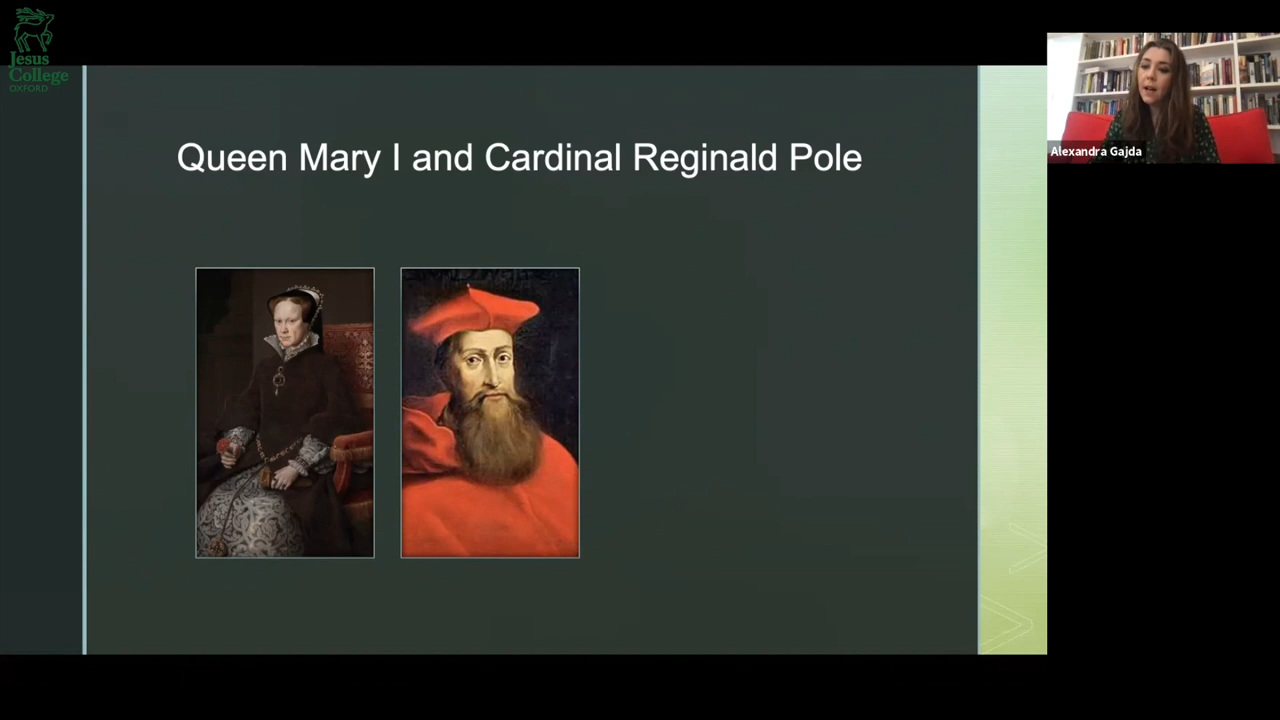 Jesus
College
OXFORD
Queen Mary I and Cardinal Reginald Pole
Alexandra Gajda